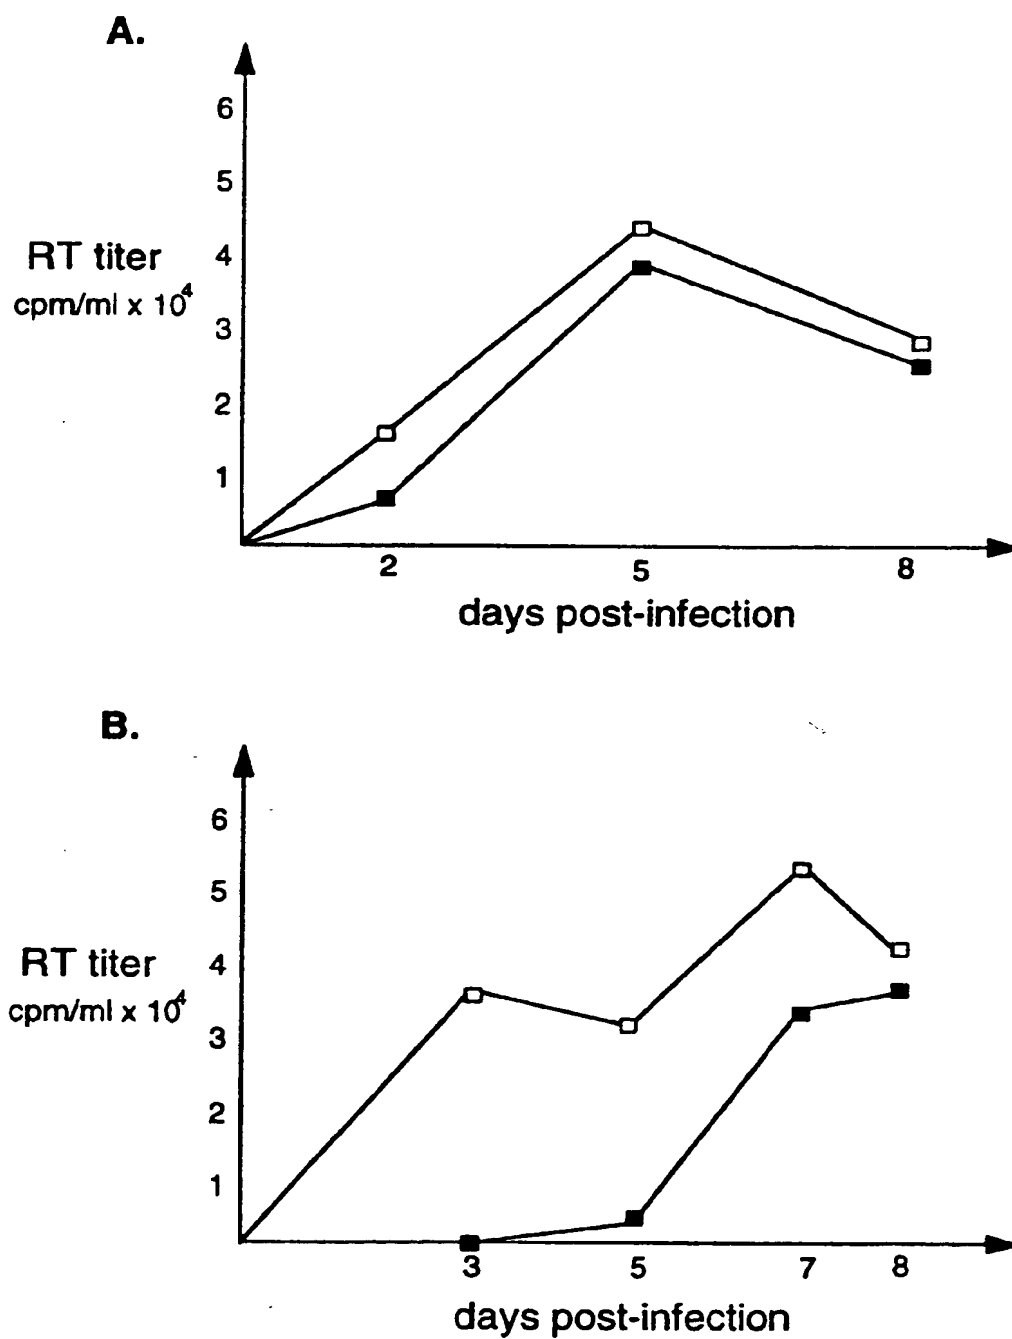 A.
6
5
RT titer
4
cpm/ml x 10⁴
3
2
1
2 5 8
days post-infection
B.
6
5
RT titer
4
cpm/ml x 10⁴
3
2
1
3 5 7 8
days post-infection